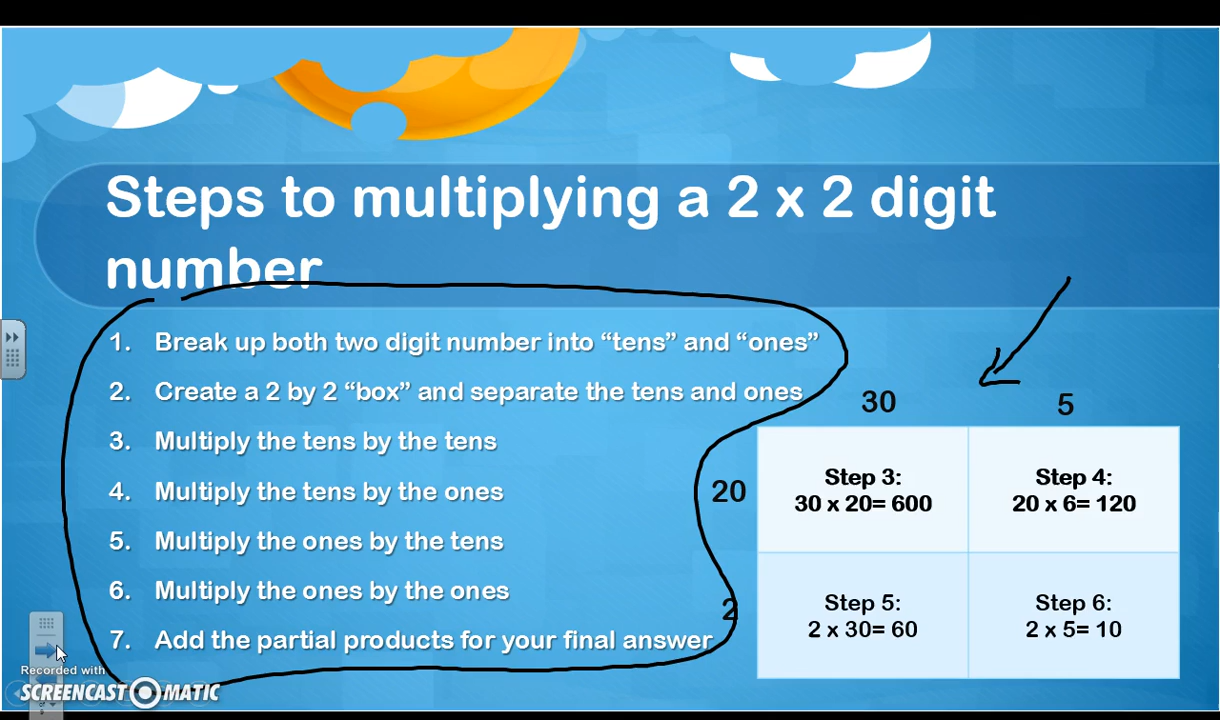 Steps to multiplying a 2 x 2 digit
number
1. Break up both two digit number into “tens” and “ones”
2. Create a 2 by 2 “box” and separate the tens and ones
3. Multiply the tens by the tens
4. Multiply the tens by the ones
5. Multiply the ones by the tens
6. Multiply the ones by the ones
7. Add the partial products for your final answer
30 5
20
Step 3:
30 x 20= 600
Step 4:
20 x 6= 120
2
Step 5:
2 x 30= 60
Step 6:
2 x 5= 10
Recorded with
SCREENCAST-O-MATIC